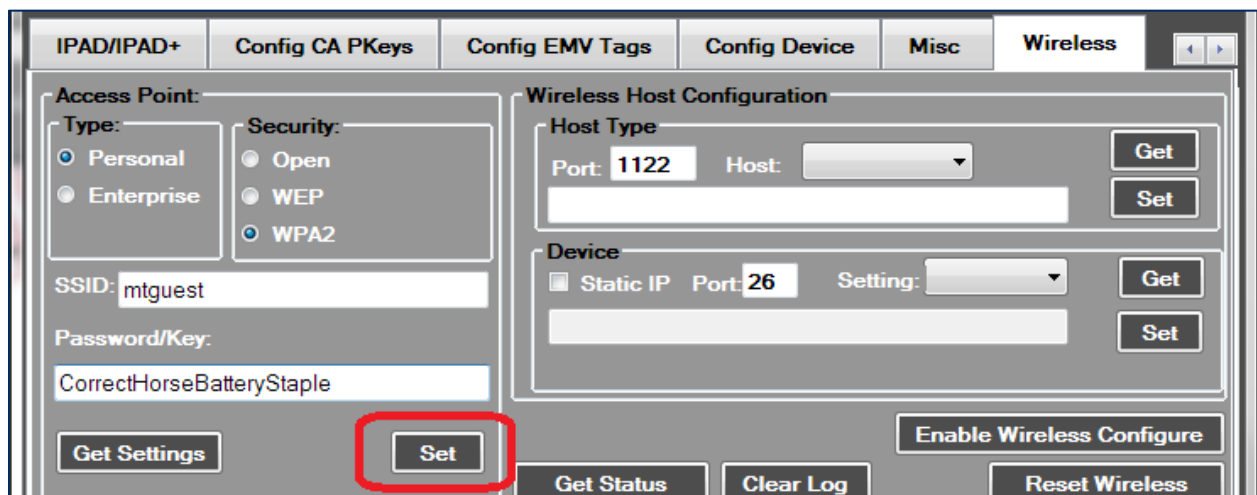 IPAD/IPAD+ Config CA PKeys Config EMV Tags Config Device Misc Wireless
Access Point:
Type:
Personal
Enterprise
Security:
Open
WEP
WPA2
SSID: mtguest
Password/Key:
CorrectHorseBatteryStaple
Get Settings Set
Wireless Host Configuration
Host Type
Port: 1122 Host: Get
Set
Device
Static IP Port: 26 Setting: Get
Set
Enable Wireless Configure
Get Status Clear Log Reset Wireless